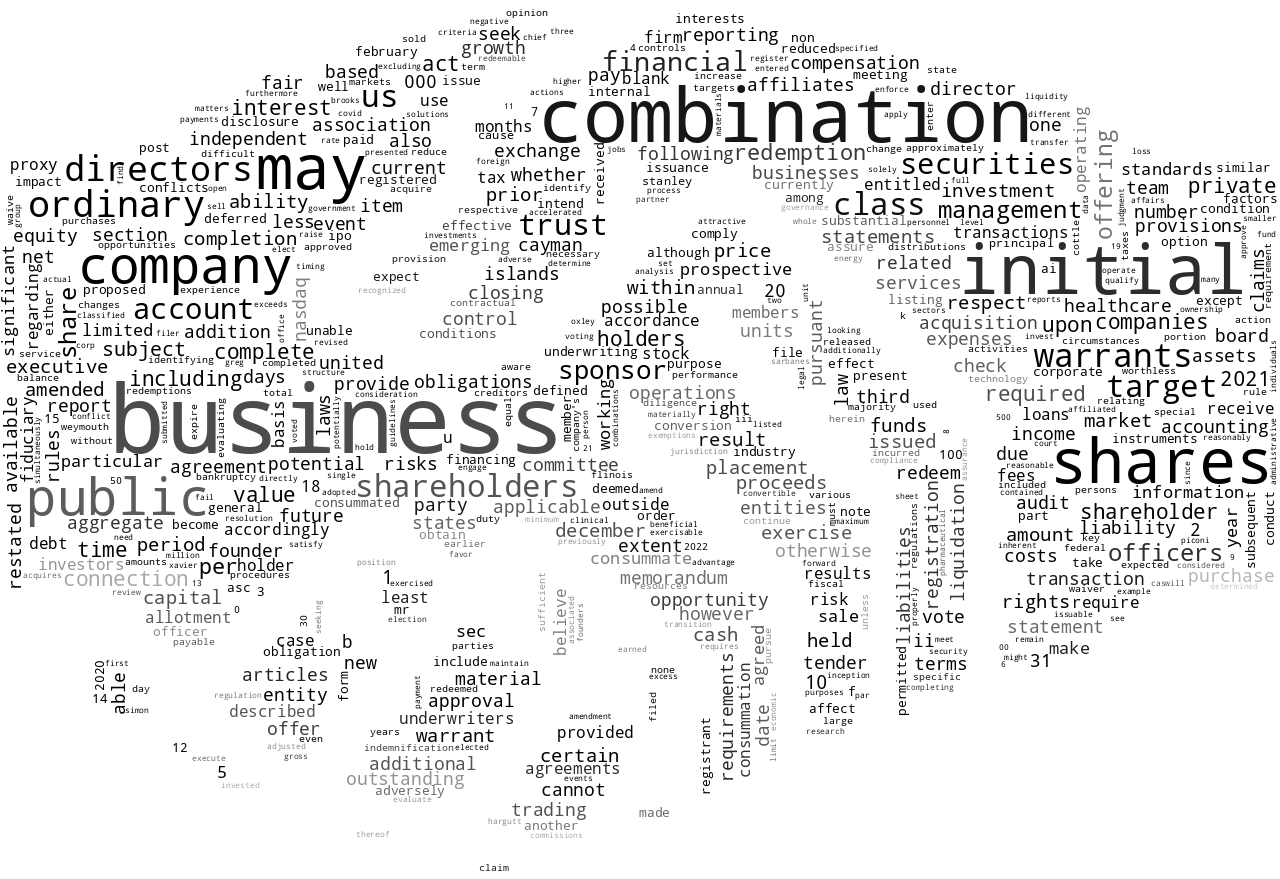 opinion
negative
interests
criteria seek chief three
sold
firm reporting non
february growth 4 controls reduced specified
excluding act term redeemable
financial register compensation
based
fair well markets 000 issue higher pay blank increase entered meeting state
furthermore
interest brooks us use actions internal targets affiliates enforce director liquidity
matters covid solutions
payments disclosure association 11 7 combination materials apply enter different one
independent rate paid also months cause jobs transfer
post difficult presented reduce exchange received following redemption change approximately operating loss
proxy directors find may current foreign tax whether businesses solely securities data offering standards similar
impact conflicts open registered acquire prior identify issuance stanley currently entitled full investment team private
waive group ordinary sell ability government item respective accelerated intend process partner among governance class personnel level management affairs judgment number condition factors smaller
purchases deferred less event effective trust attractive whole substantial transactions cottle provisions
equity section raise ipo investments emerging cayman comply statements distributions principal 19 taxes option approve fund
opportunities completion elect approved adverse necessary although price assure energy related one ai operate many claims requirement
net company timing provision islands determine set analysis prospective services initial qualify
significant regarding either actual proposed experience expect recognized closing within annual 20 unit listing respect reports healthcare except ownership
changes classified share account exceeds nasdaq contractual possible two members pursuant k sectors acquisition invest upon companies action
limited filer addition office unable revised control conditions oxley accordance units looking expenses circumstances portion board
service corp subject complete voting holders released additionally activities warrants assets
executive identifying greg completed united aware underwriting stock file legal sarbanes effect check corporate worthless individuals
balance redemptions structure creditors sponsor purpose performance present technology target 2021 rule
amended including days total provide consideration obligations defined operations law third required affiliated relating
report conflict 15 submitted expire evaluating basis voted laws potentially guidelines equal member company's person working combinations diligence materially right majority herein used 500 loans market special receive administrative
fiduciary simultaneously weymouth rules without business hold u 21 conversion iii listed funds 8 income court instruments accounting reasonably
available particular agreement bankruptcy directly potential risks financing engage exemptions result jurisdiction industry issued incurred compliance 100 assurance due reasonable shares since
restated 50 public fail value 18 adopted shareholders committee flinois placement redeem fees included persons information
general consummated party applicable deemed amend outside proceeds convertible various sheet contained audit shareholder conduct
aggregate become resolution future states duty minimum clinical order entities note must maximum regulations registration pharmaceutical liquidation part amount key liability 2 piconi year subsequent
debt need accordingly satisfy obtain previously beneficial exercisable continue exercise inherent federal officers
time period million founder earlier favor extent 2022 advantage otherwise costs take expected considered 9
investors amounts xavier per holder position consummate forward liabilities transaction caswill purchase
acquires connection 13 procedures 1 exercised memorandum resources results fiscal properly waiver example determined
review capital asc 3 least sufficient opportunity risk rights require
allotment 0 30 seeking mr election believe associated founders transition however unless sale vote issuable see
officer payable case sec parties cash requires agreed pursue held ii meet statement
2020 first obligation b new earned security 00 remain make
14 able day articles form include maintain material none excess requirements consummation tender permitted terms might 6 31
simon regulation entity payment redeemed approval filed 10 inception specific completing
described underwriters amendment date economic limit purposes f par
offer even years warrant provided registrant affect
12 adjusted gross indemnification elected certain large research
execute 5 additional agreements events
invested outstanding adversely evaluate cannot
trading made
hargutt another commissions
thereof
claim